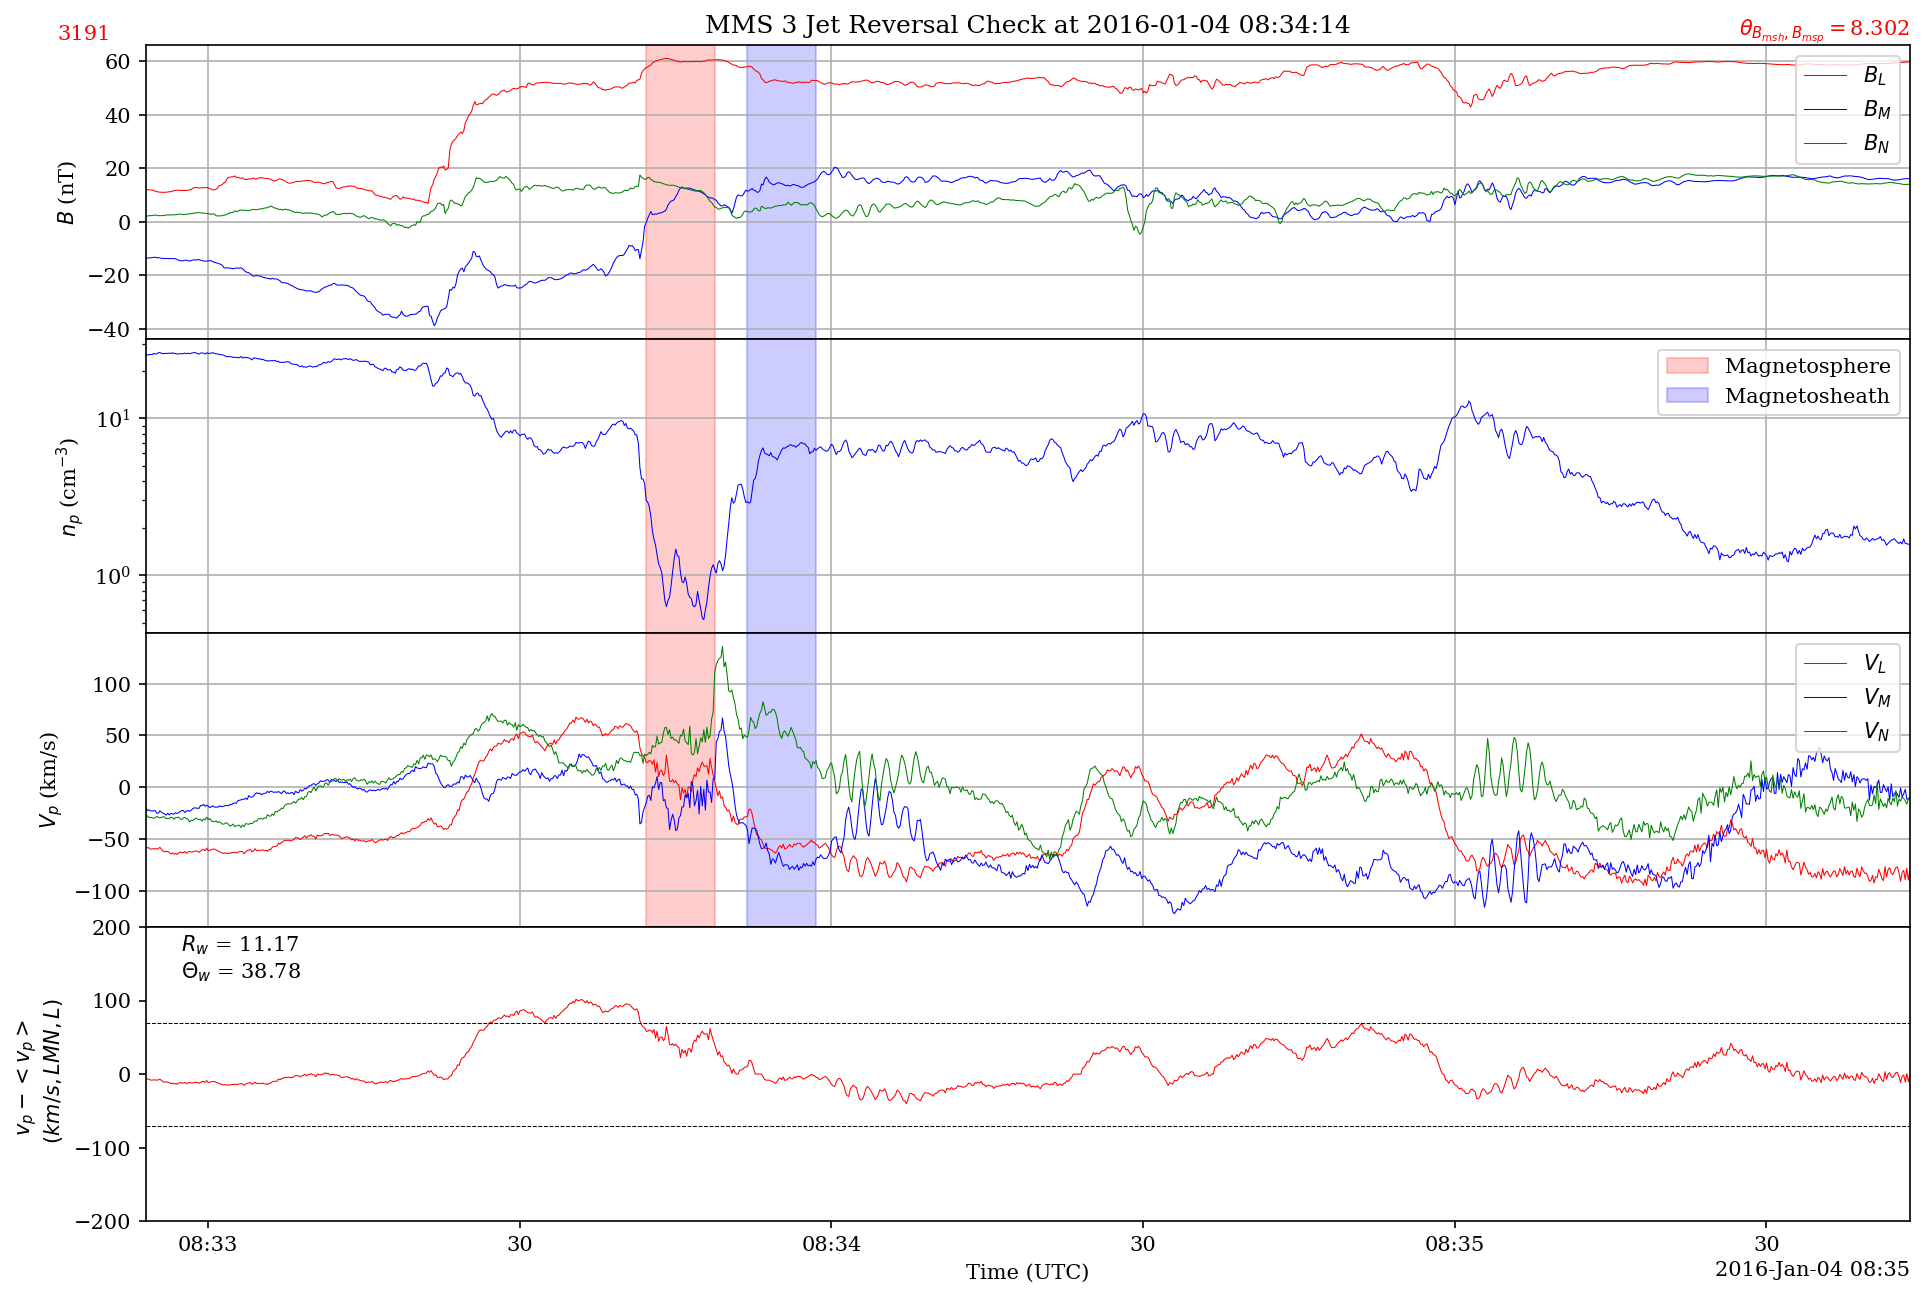 3191
MMS 3 Jet Reversal Check at 2016-01-04 08:34:14
θ_{B_{msh}, B_{msp}} = 8.302
B (nT)
60
40
20
0
−20
−40
B_L
B_M
B_N
n_p (cm^{−3})
10^1
10^0
Magnetosphere
Magnetosheath
V_p (km/s)
100
50
0
−50
−100
V_L
V_M
V_N
v_p − <v_p>
(km/s, LMN, L)
200
100
0
−100
−200
R_w = 11.17
Θ_w = 38.78
08:33
30
08:34
30
08:35
30
Time (UTC)
2016-Jan-04 08:35